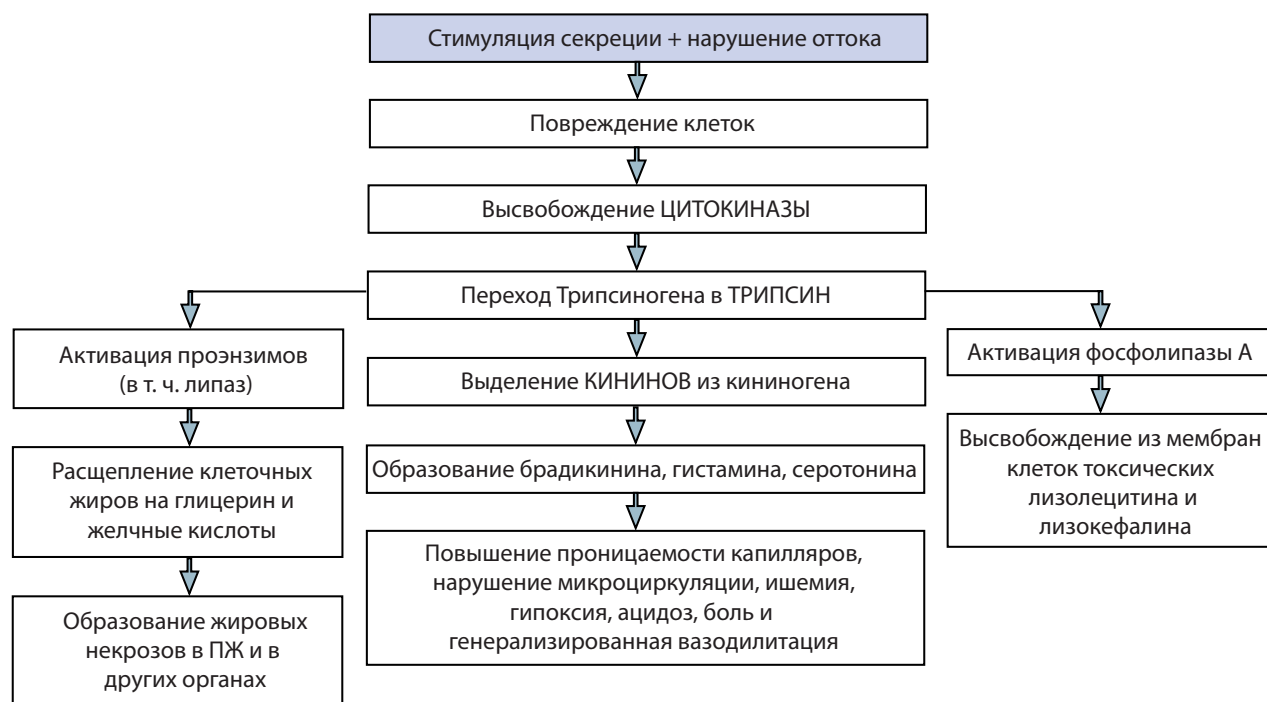 Стимуляция секреции + нарушение оттока
Повреждение клеток
Высвобождение ЦИТОКИНАЗЫ
Переход Трипсиногена в ТРИПСИН
Активация проэнзимов
(в т. ч. липаз)
Расщепление клеточных
жиров на глицерин и
желчные кислоты
Образование жировых
некрозов в ПЖ и в
других органах
Выделение КИНИНОВ из кининогена
Образование брадикинина, гистамина, серотонина
Повышение проницаемости капилляров,
нарушение микроциркуляции, ишемия,
гипоксия, ацидоз, боль и
генерализированная вазодилитация
Активация фосфолипазы А
Высвобождение из мембран
клеток токсических
лизолецитина и
лизокефалина